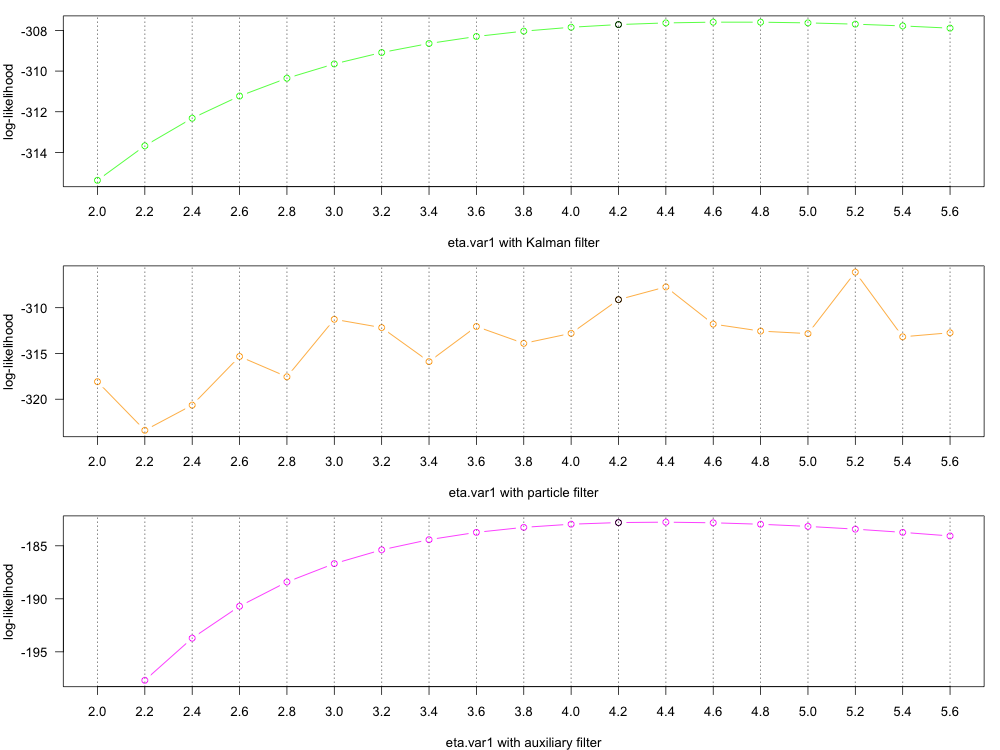 log-likelihood
-308
-310
-312
-314
2.0 2.2 2.4 2.6 2.8 3.0 3.2 3.4 3.6 3.8 4.0 4.2 4.4 4.6 4.8 5.0 5.2 5.4 5.6
eta.var1 with Kalman filter
log-likelihood
-310
-315
-320
2.0 2.2 2.4 2.6 2.8 3.0 3.2 3.4 3.6 3.8 4.0 4.2 4.4 4.6 4.8 5.0 5.2 5.4 5.6
eta.var1 with particle filter
log-likelihood
-185
-190
-195
2.0 2.2 2.4 2.6 2.8 3.0 3.2 3.4 3.6 3.8 4.0 4.2 4.4 4.6 4.8 5.0 5.2 5.4 5.6
eta.var1 with auxiliary filter